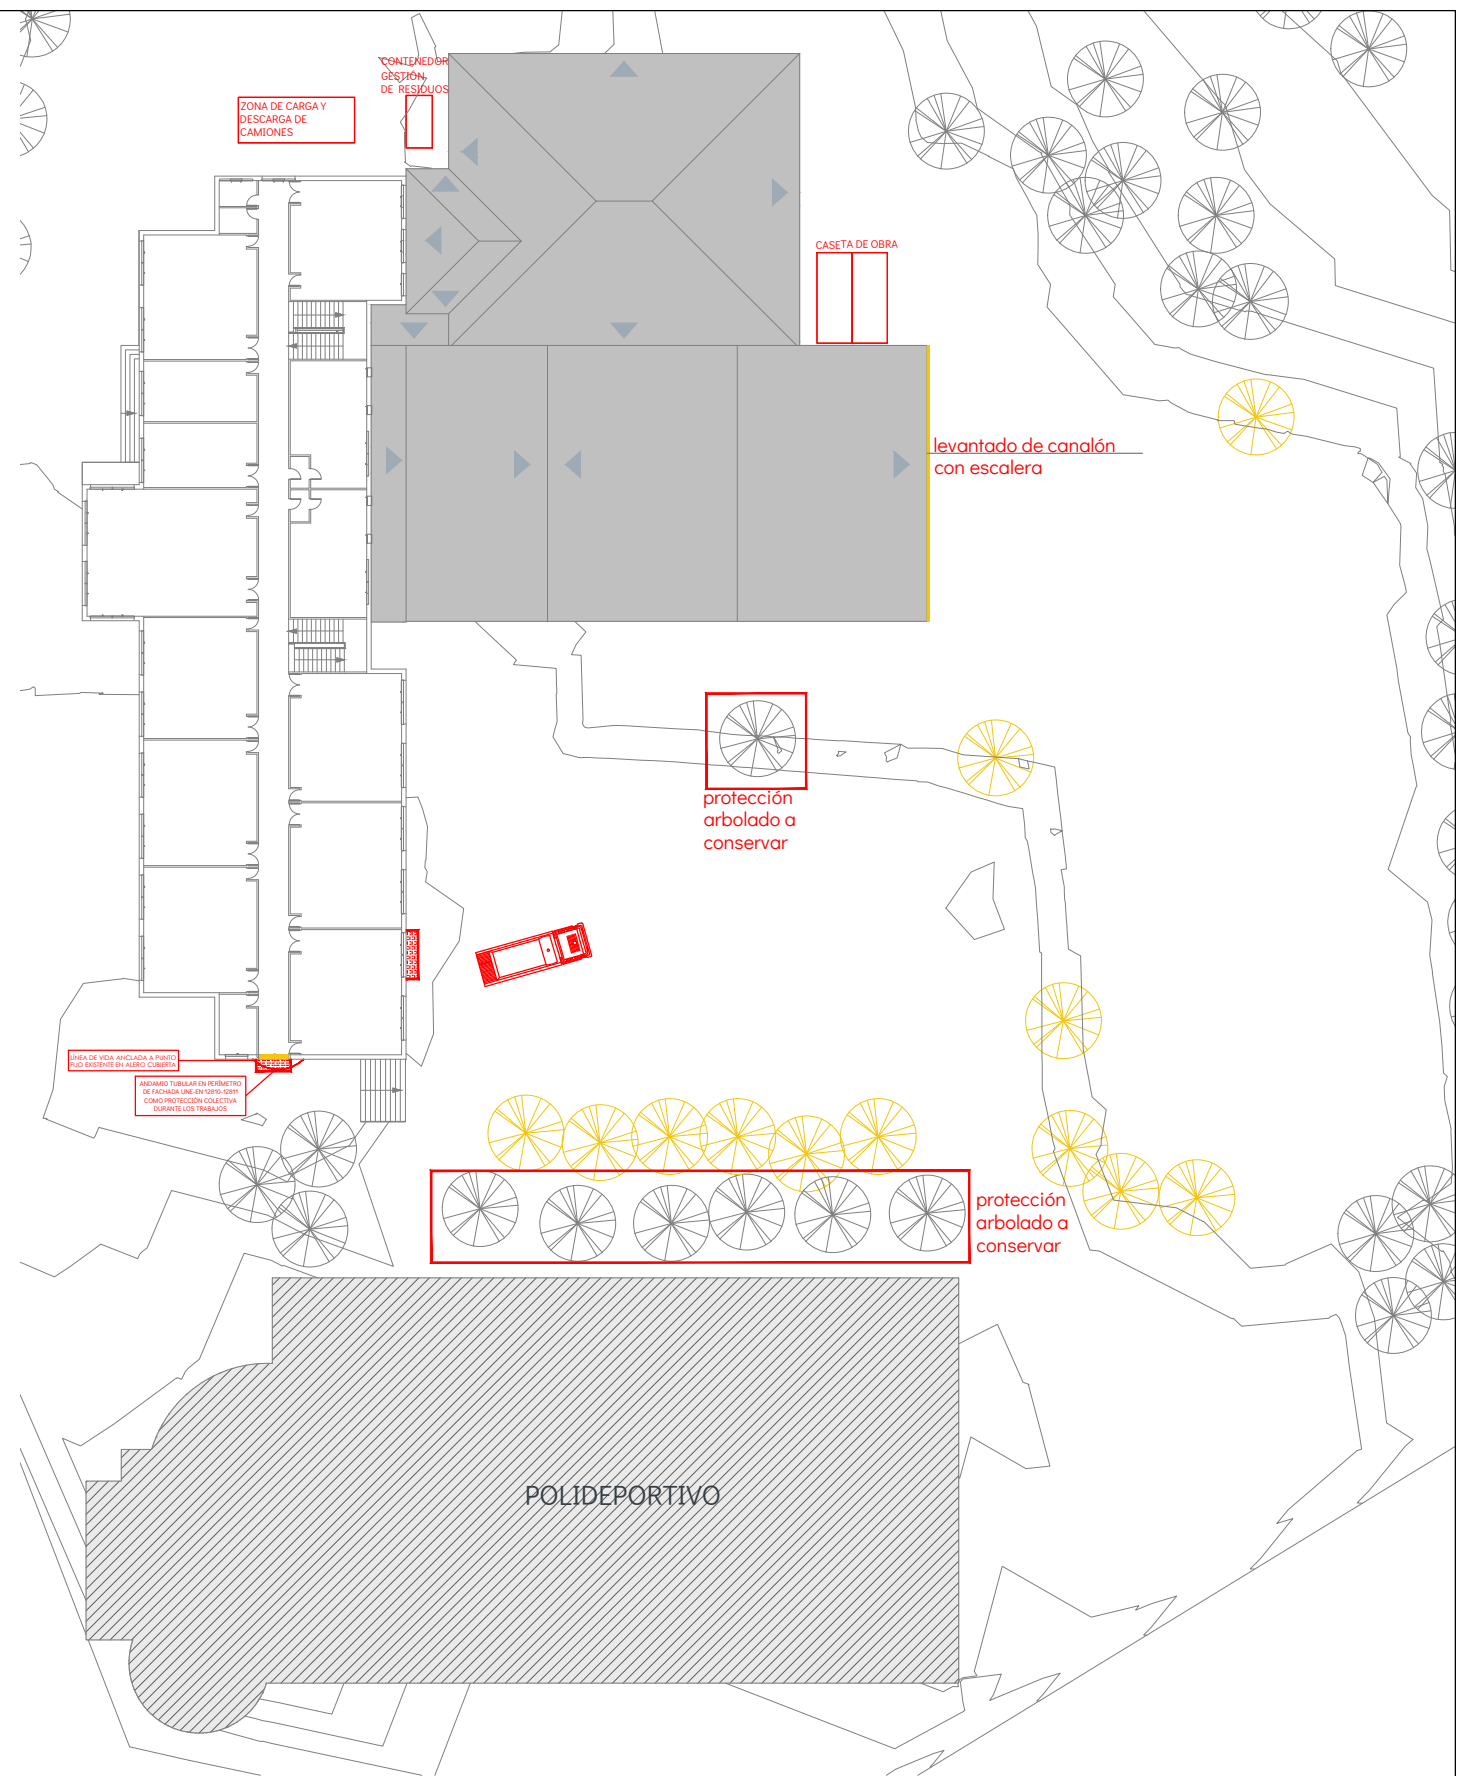 CONTENEDOR
GESTIÓN
DE RESIDUOS
ZONA DE CARGA Y
DESCARGA DE
CAMIONES
CASETA DE OBRA
levantado de canalón
con escalera
protección
arbolado a
conservar
LÍNEA DE VIDA ANCLADA A PUNTO
FIJO EXISTENTE EN ALERO CUBIERTA
ANDAMIO TUBULAR EN PERÍMETRO
DE FACHADA UNE-EN 12810-12811
COMO PROTECCIÓN COLECTIVA
DURANTE LOS TRABAJOS
protección
arbolado a
conservar
POLIDEPORTIVO